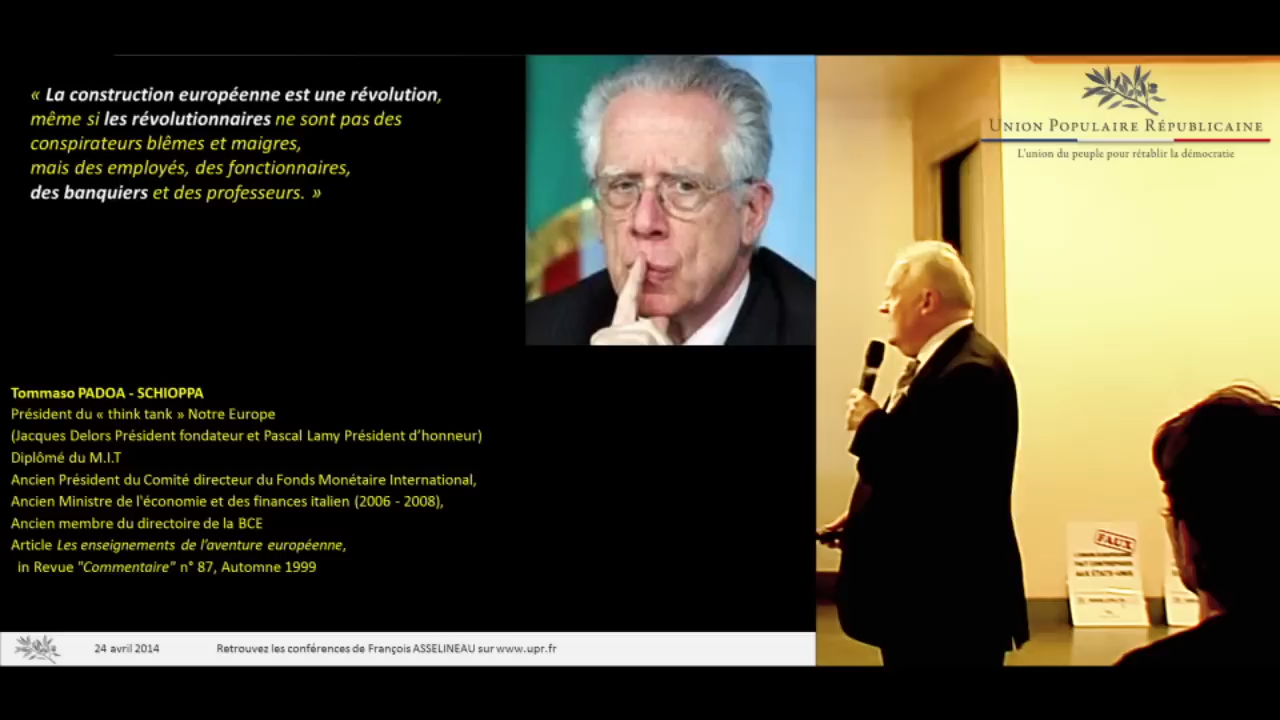 « La construction européenne est une révolution,
même si les révolutionnaires ne sont pas des
conspirateurs blêmes et maigres,
mais des employés, des fonctionnaires,
des banquiers et des professeurs. »
Tommaso PADOA - SCHIOPPA
Président du « think tank » Notre Europe
(Jacques Delors Président fondateur et Pascal Lamy Président d'honneur)
Diplômé du M.I.T
Ancien Président du Comité directeur du Fonds Monétaire International,
Ancien Ministre de l'économie et des finances italien (2006 - 2008),
Ancien membre du directoire de la BCE
Article Les enseignements de l'aventure européenne,
in Revue "Commentaire" n° 87, Automne 1999
24 avril 2014
Retrouvez les conférences de François ASSELINEAU sur www.upr.fr
UNION POPULAIRE RÉPUBLICAINE
L'union du peuple pour rétablir la démocratie
FAUX